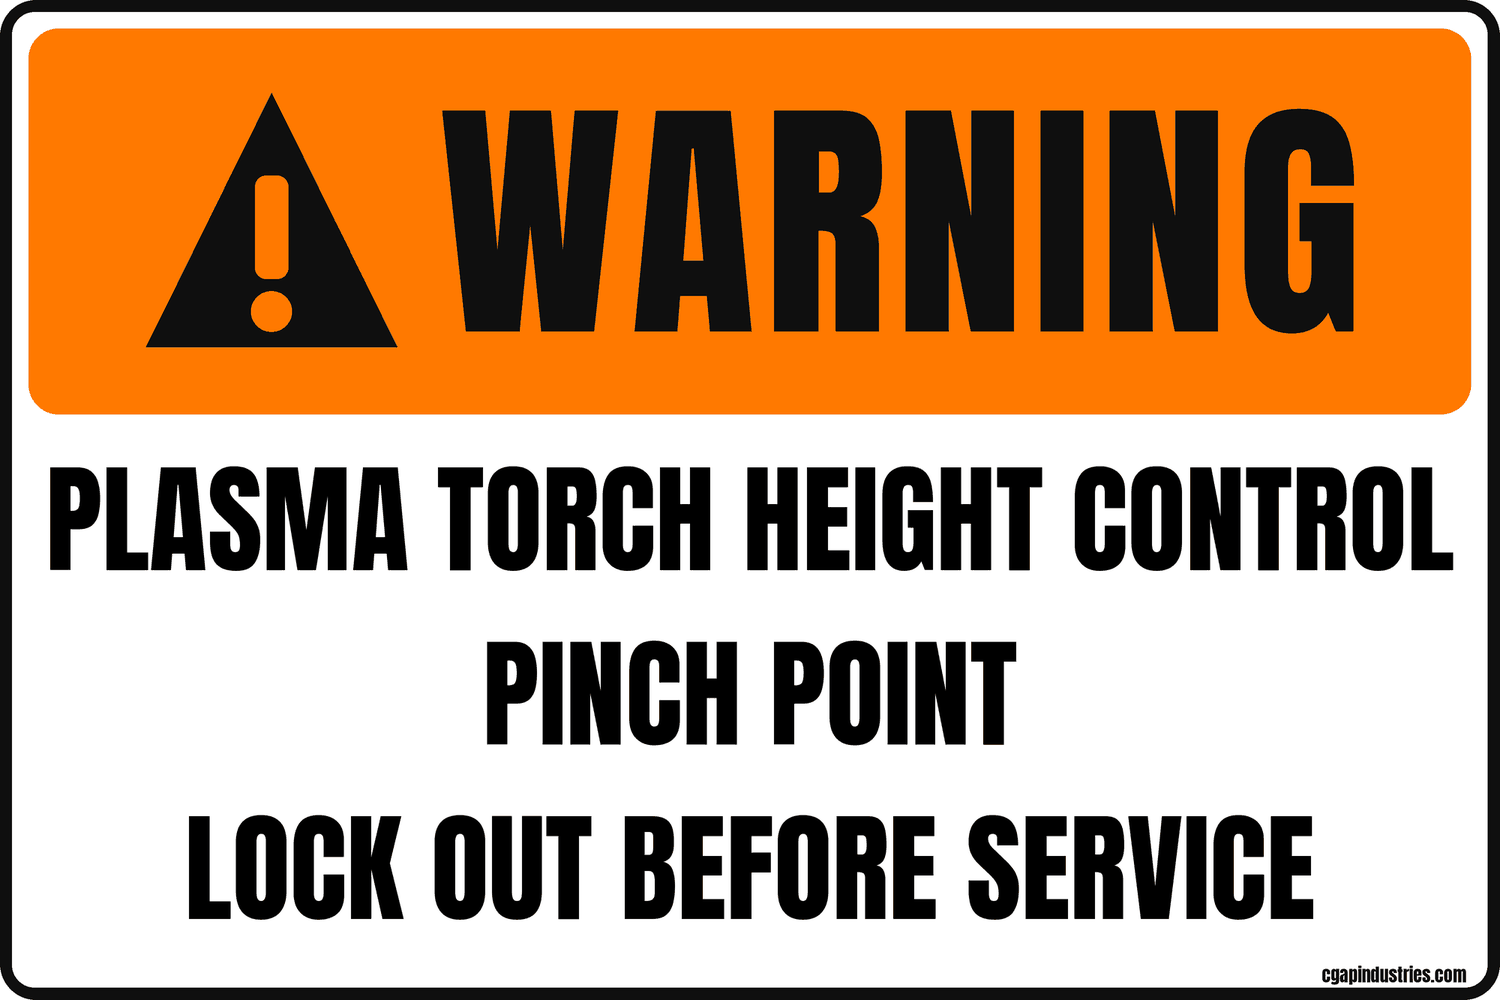 WARNING
PLASMA TORCH HEIGHT CONTROL
PINCH POINT
LOCK OUT BEFORE SERVICE
cgapindustries.com